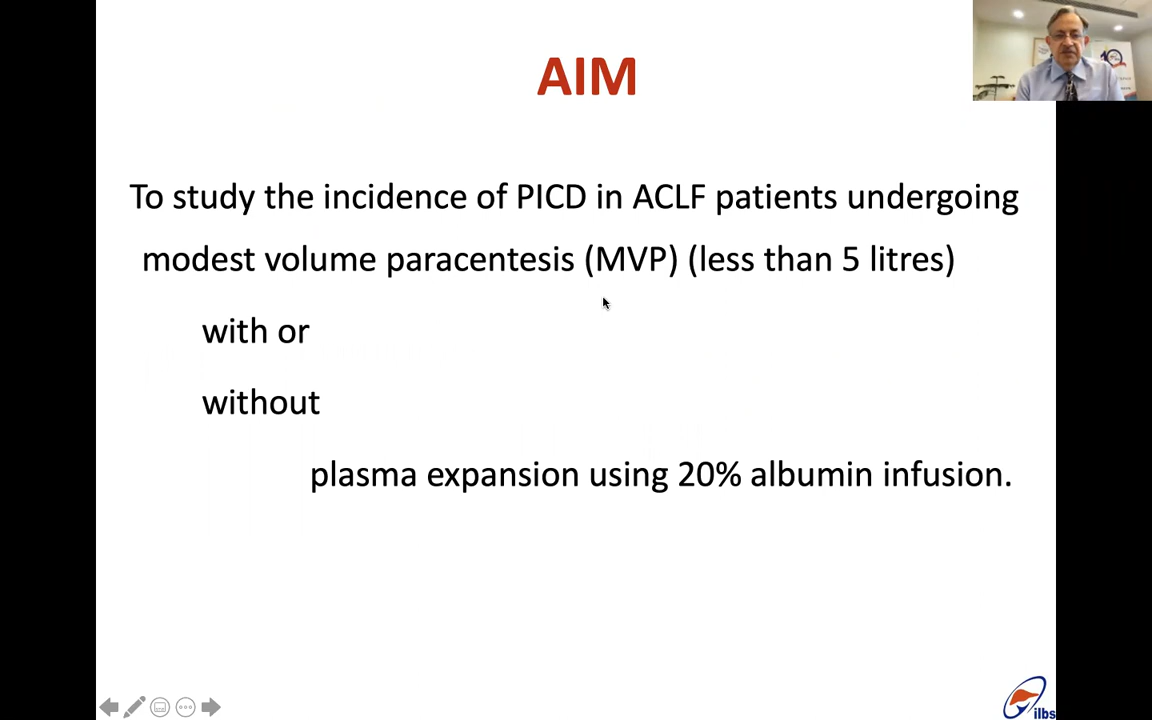 AIM
To study the incidence of PICD in ACLF patients undergoing
modest volume paracentesis (MVP) (less than 5 litres)
with or
without
plasma expansion using 20% albumin infusion.
ilbs